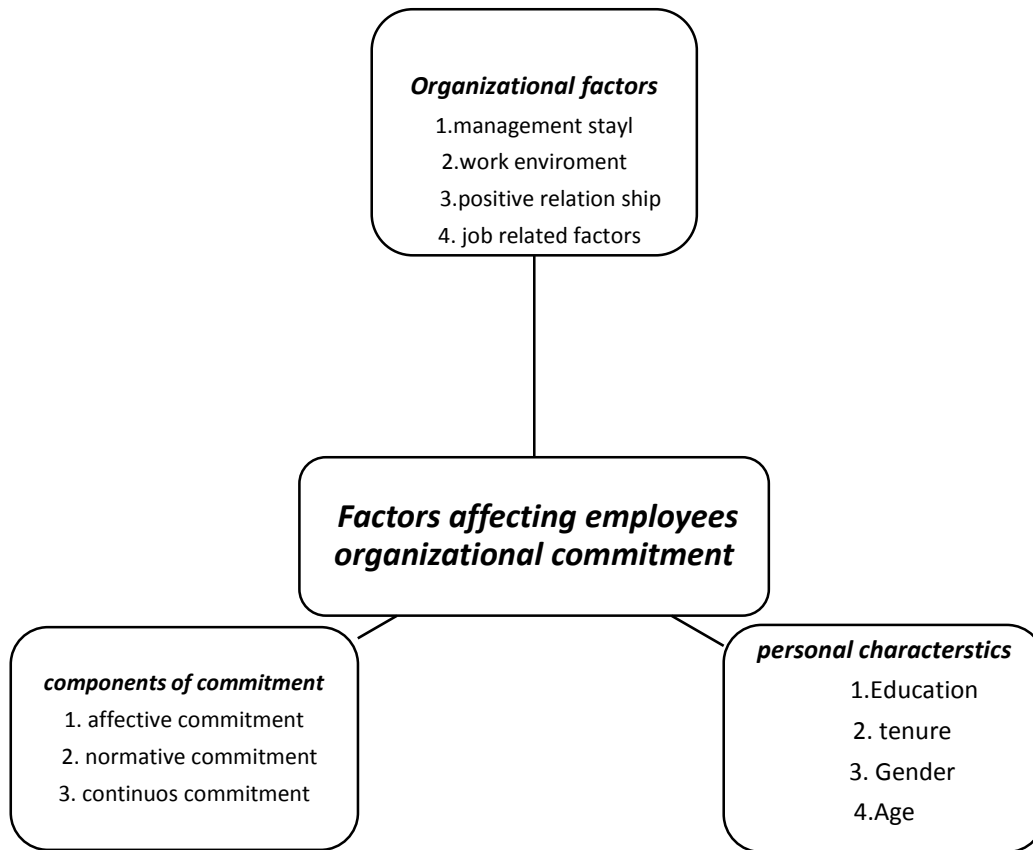 Organizational factors
1.management stayl
2.work enviroment
3.positive relation ship
4. job related factors
Factors affecting employees
organizational commitment
components of commitment
1. affective commitment
2. normative commitment
3. continuos commitment
personal characterstics
1.Education
2. tenure
3. Gender
4.Age